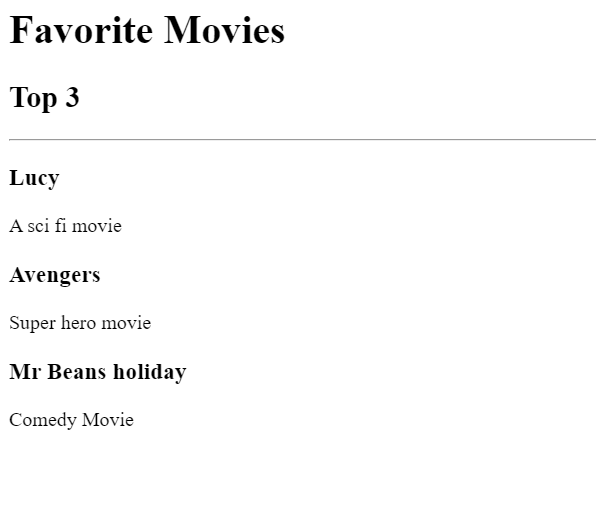 Favorite Movies
Top 3
Lucy
A sci fi movie
Avengers
Super hero movie
Mr Beans holiday
Comedy Movie